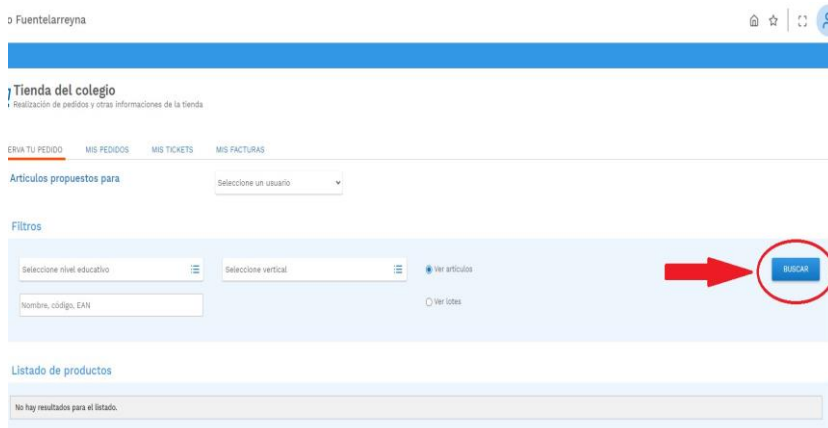 o Fuentelarreyna
Tienda del colegio
Realización de pedidos y otras informaciones de la tienda
ERVA TU PEDIDO MIS PEDIDOS MIS TICKETS MIS FACTURAS
Artículos propuestos para Seleccione un usuario
Filtros
Seleccione nivel educativo Seleccione vertical Ver artículos BUSCAR
Nombre, código, EAN Ver lotes
Listado de productos
No hay resultados para el listado.